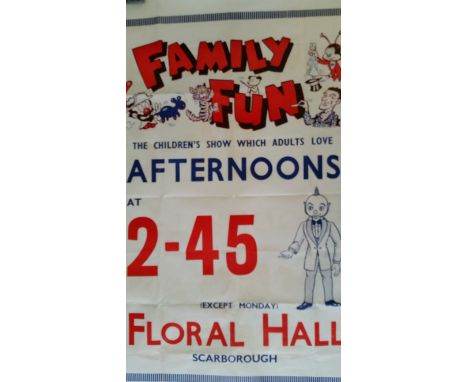 FAMILY
FUN
THE CHILDREN'S SHOW WHICH ADULTS LOVE
AFTERNOONS
AT
2-45
(EXCEPT MONDAY)
FLORAL HALL
SCARBOROUGH